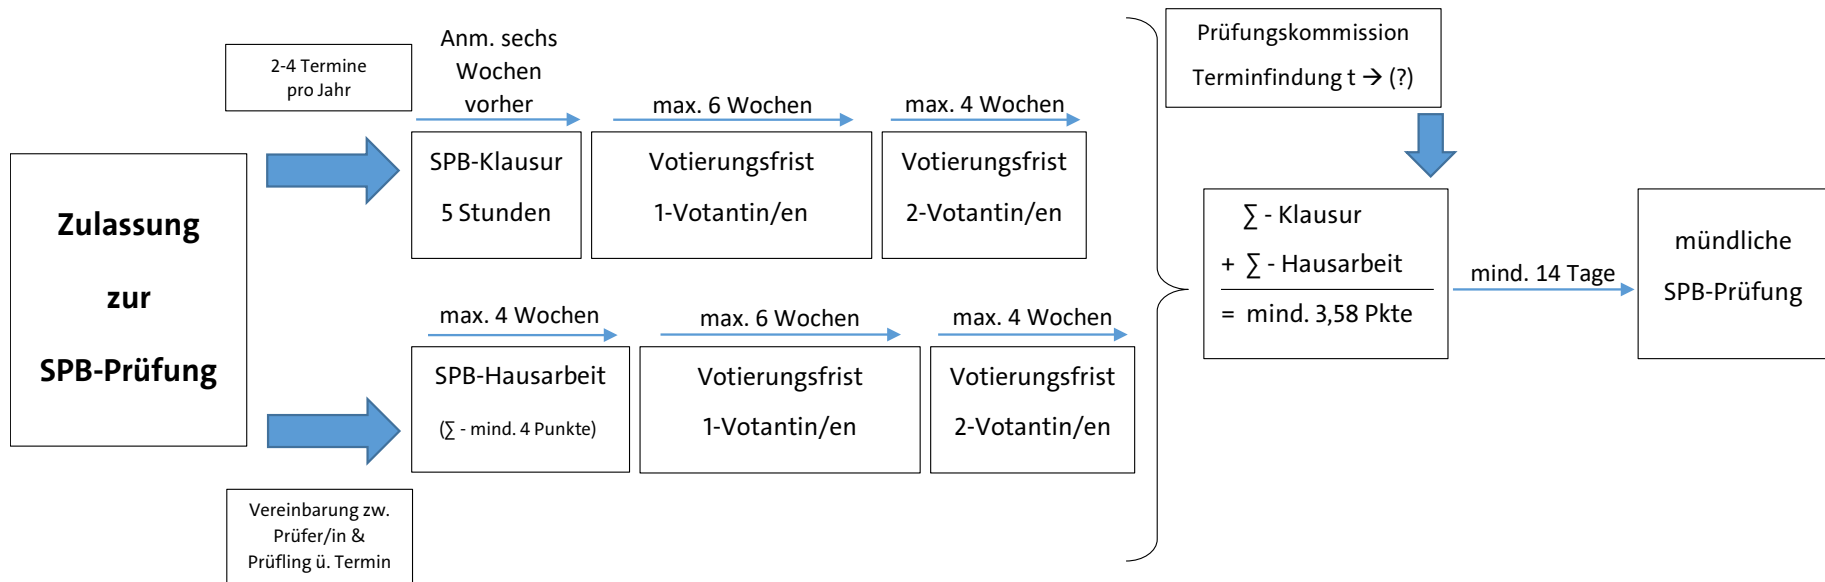 Zulassung
zur
SPB-Prüfung
2-4 Termine
pro Jahr
Anm. sechs
Wochen
vorher
SPB-Klausur
5 Stunden
max. 6 Wochen
Votierungsfrist
1-Votantin/en
max. 4 Wochen
Votierungsfrist
2-Votantin/en
Vereinbarung zw.
Prüfer/in &
Prüfling ü. Termin
max. 4 Wochen
SPB-Hausarbeit
(∑ - mind. 4 Punkte)
max. 6 Wochen
Votierungsfrist
1-Votantin/en
max. 4 Wochen
Votierungsfrist
2-Votantin/en
Prüfungskommission
Terminfindung t → (?)
∑ - Klausur
+ ∑ - Hausarbeit
= mind. 3,58 Pkte
mind. 14 Tage
mündliche
SPB-Prüfung